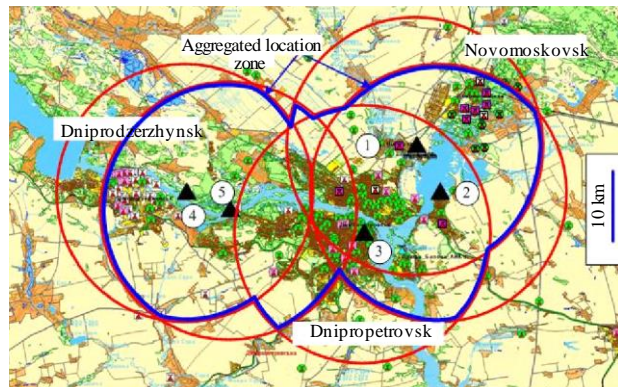 Aggregated location
zone
Novomoskovsk
Dniprodzerzhynsk
1
5
2
4
3
10 km
Dnipropetrovsk